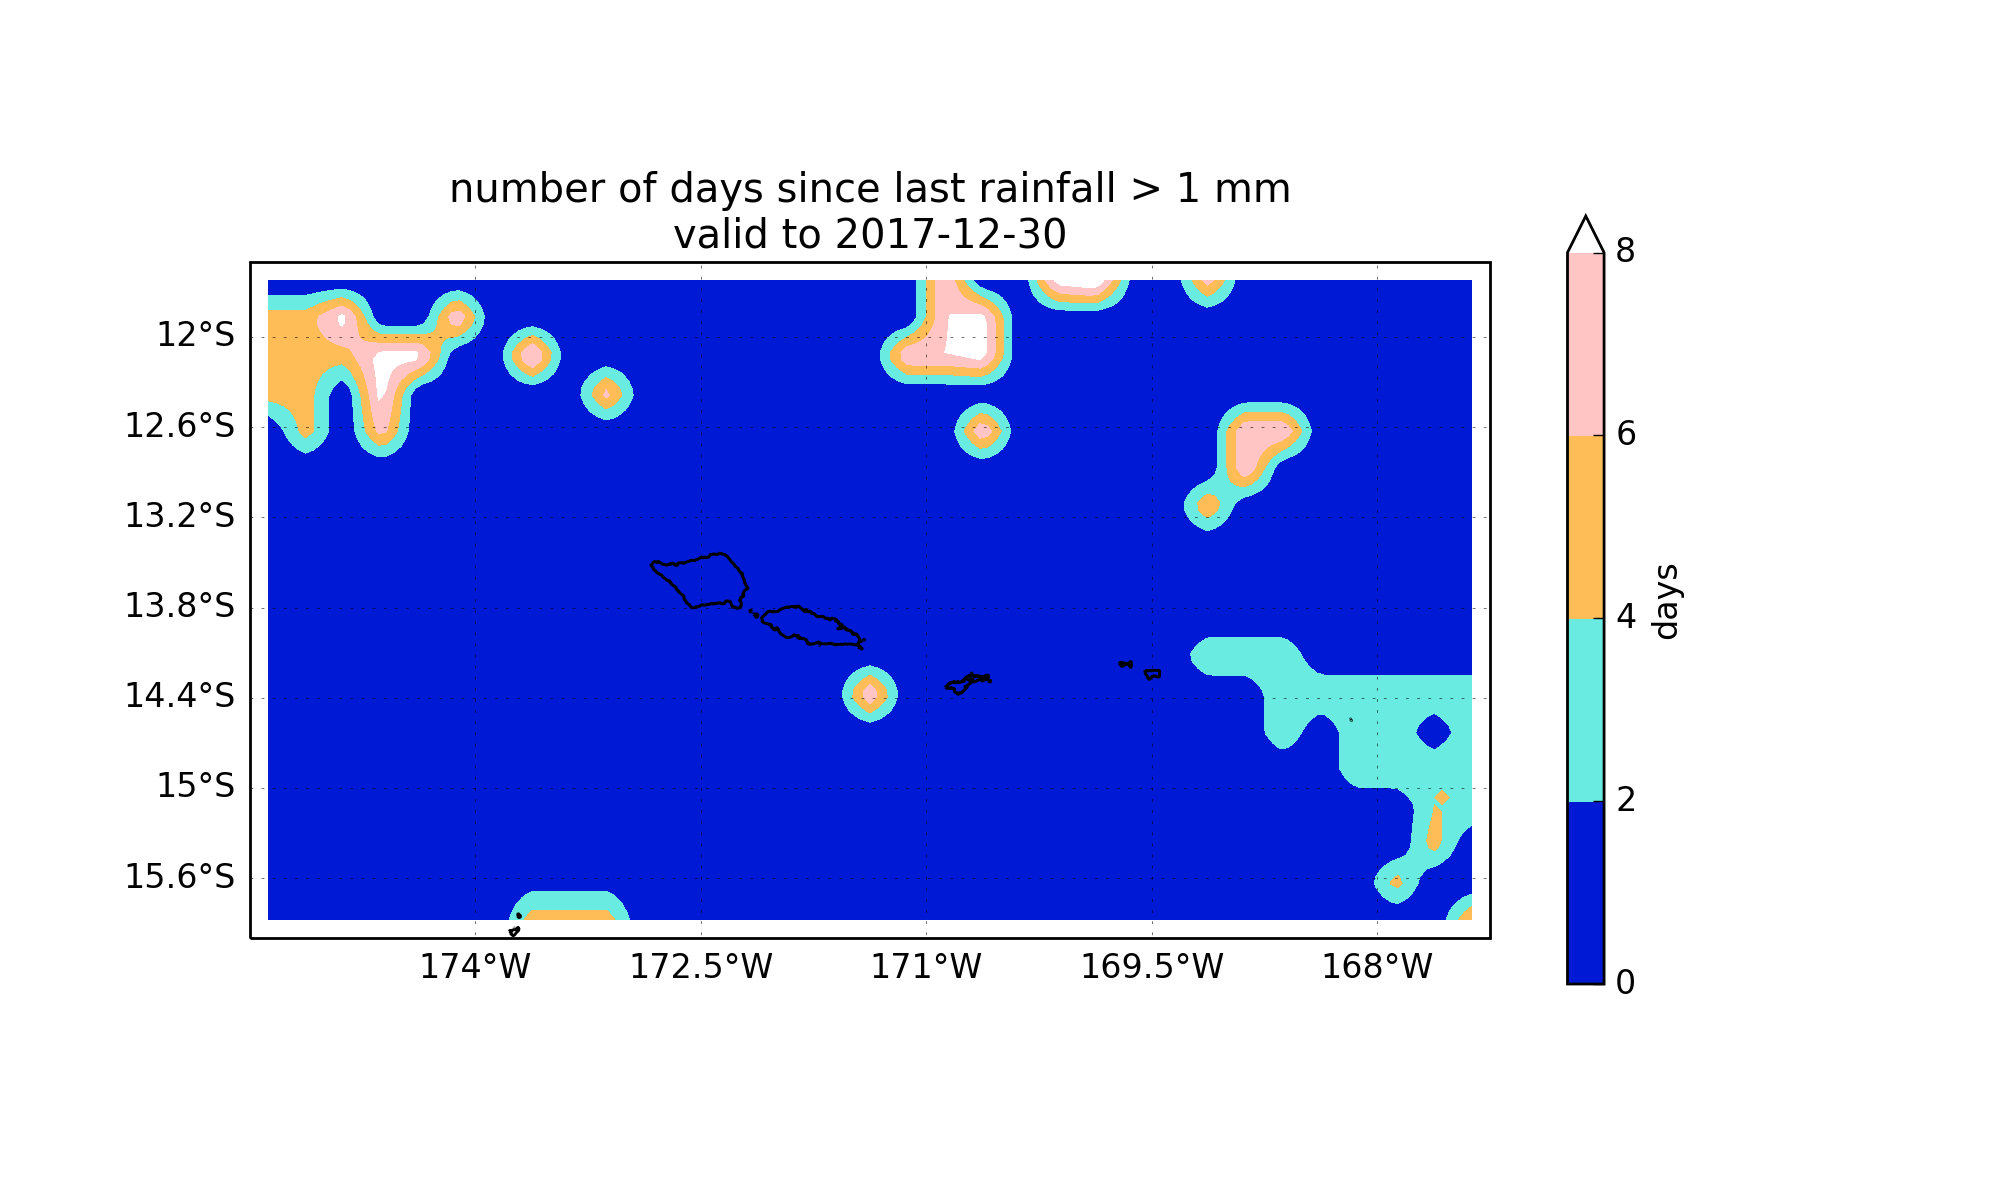 number of days since last rainfall > 1 mm
valid to 2017-12-30
12°S
12.6°S
13.2°S
13.8°S
14.4°S
15°S
15.6°S
174°W
172.5°W
171°W
169.5°W
168°W
8
6
4
2
0
days